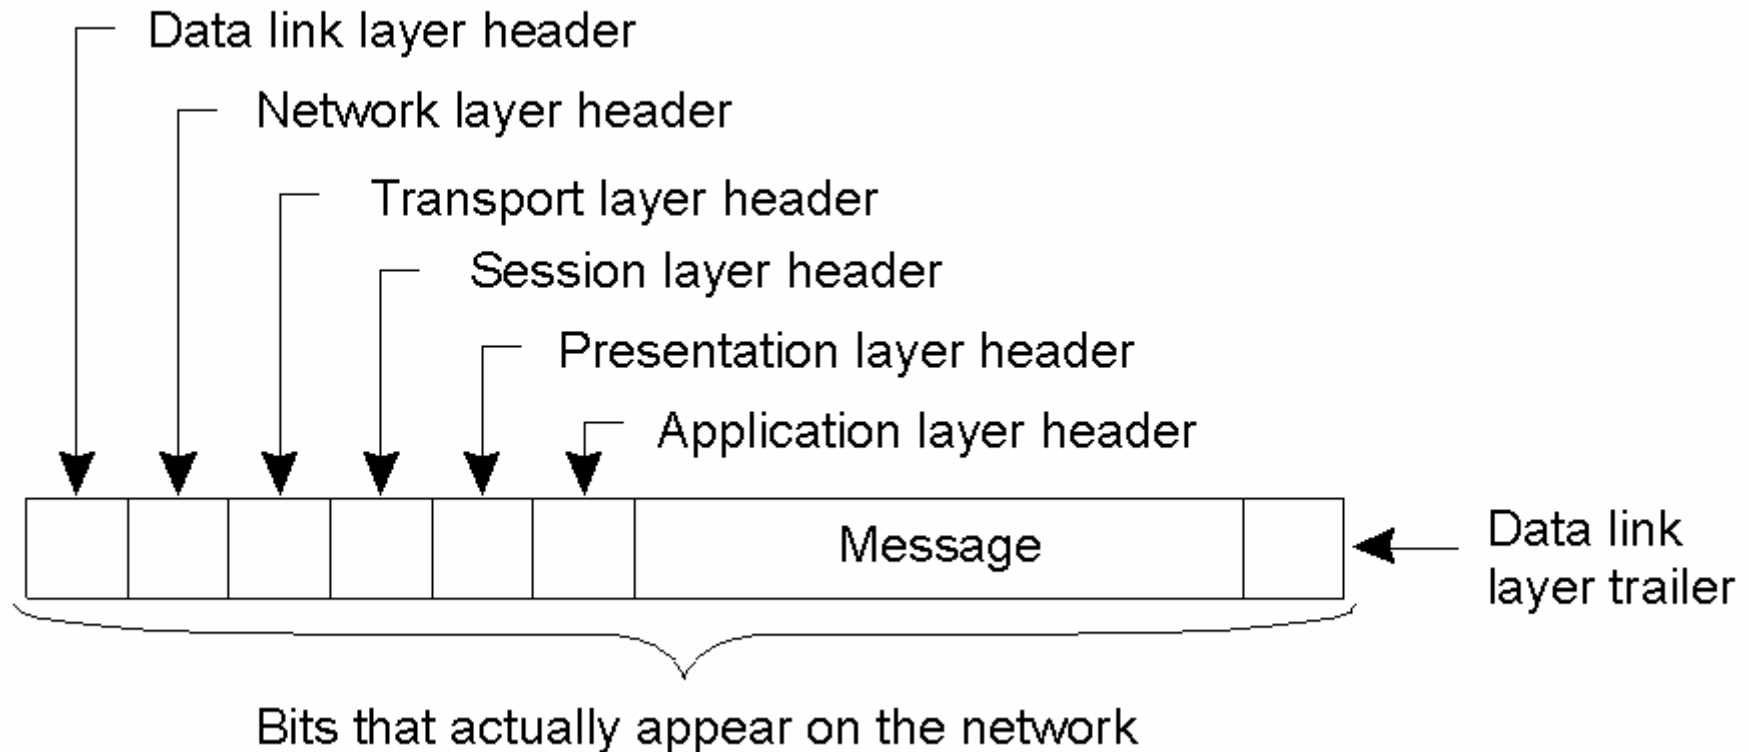 Data link layer header
Network layer header
Transport layer header
Session layer header
Presentation layer header
Application layer header
Message
Data link
layer trailer
Bits that actually appear on the network